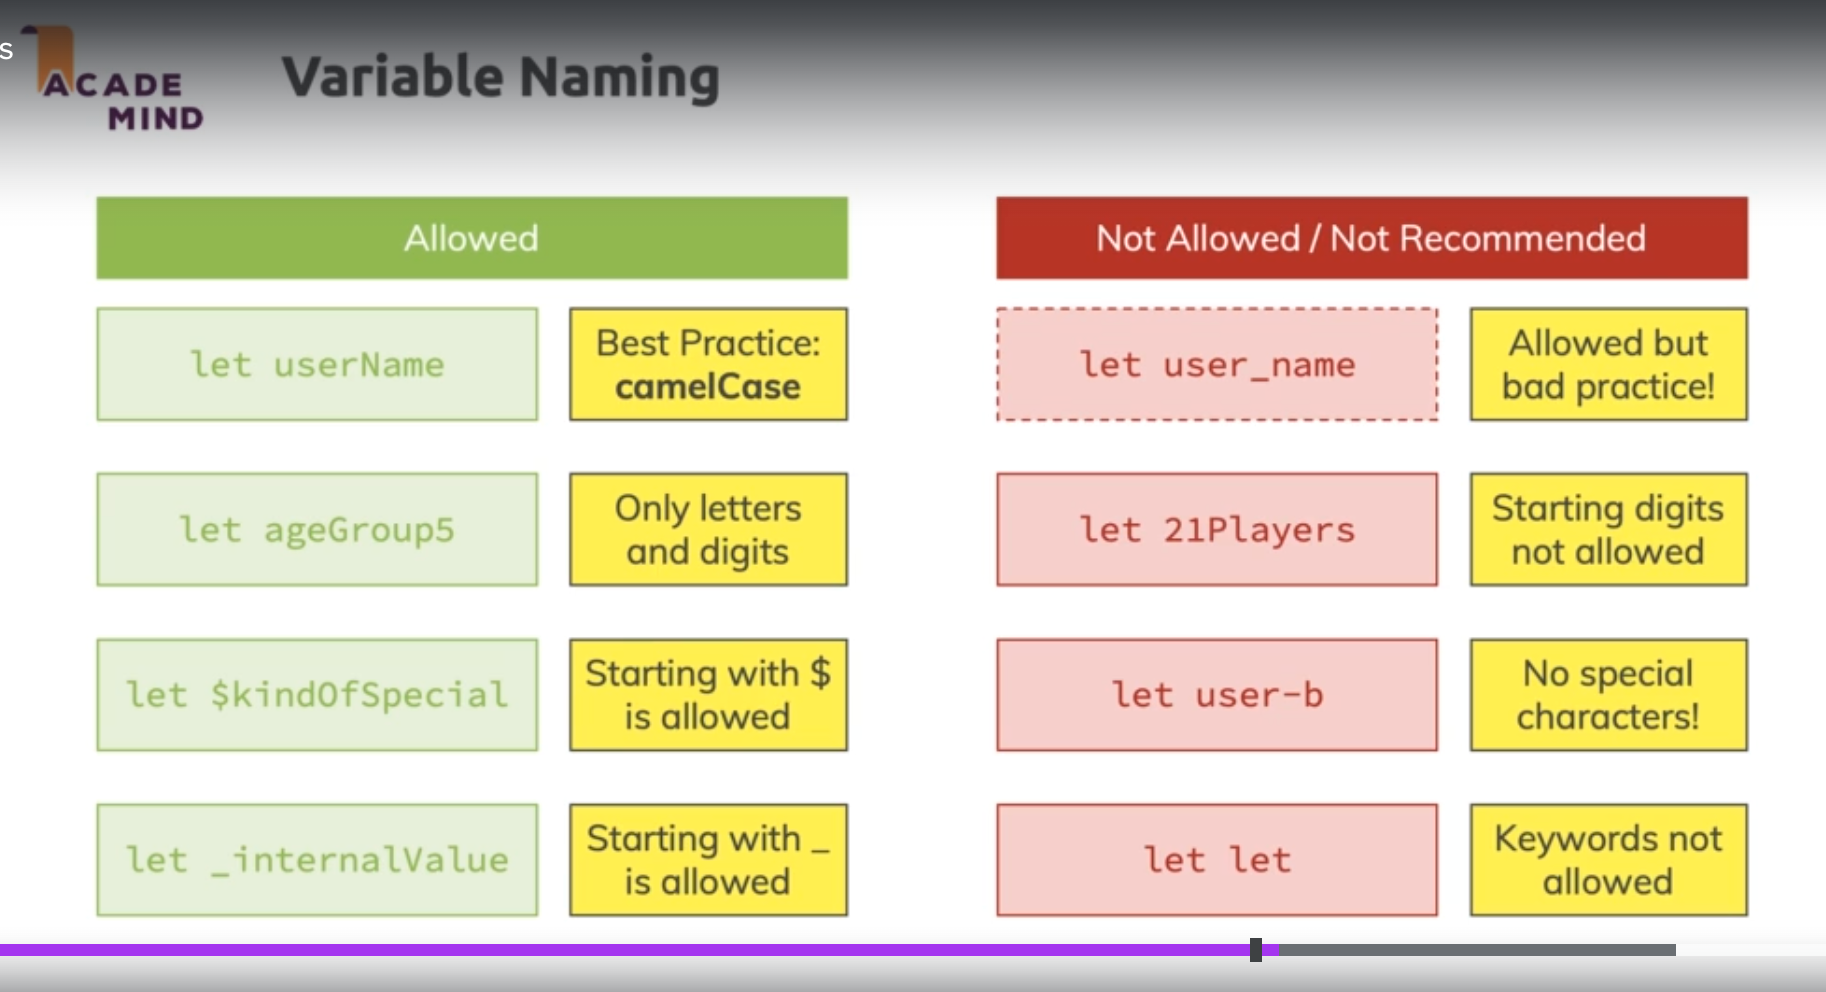 s
ACADE
MIND
Variable Naming
Allowed
Not Allowed / Not Recommended
let userName
Best Practice:
camelCase
let user_name
Allowed but
bad practice!
let ageGroup5
Only letters
and digits
let 21Players
Starting digits
not allowed
let $kindOfSpecial
Starting with $
is allowed
let user-b
No special
characters!
let _internalValue
Starting with _
is allowed
let let
Keywords not
allowed